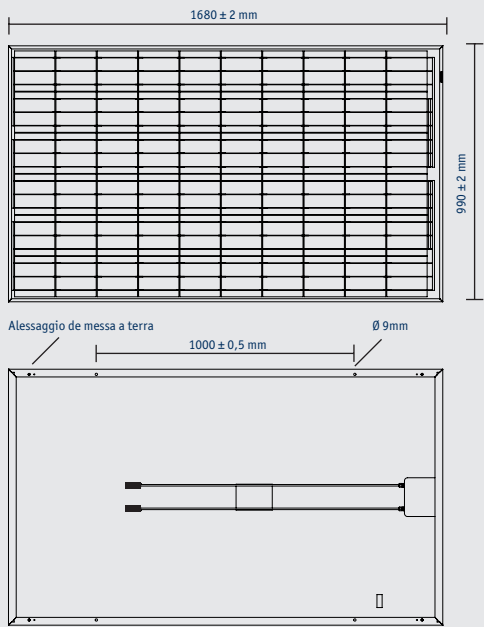 1680 ± 2 mm
990 ± 2 mm
Alessaggio de messa a terra
1000 ± 0,5 mm
Ø 9mm